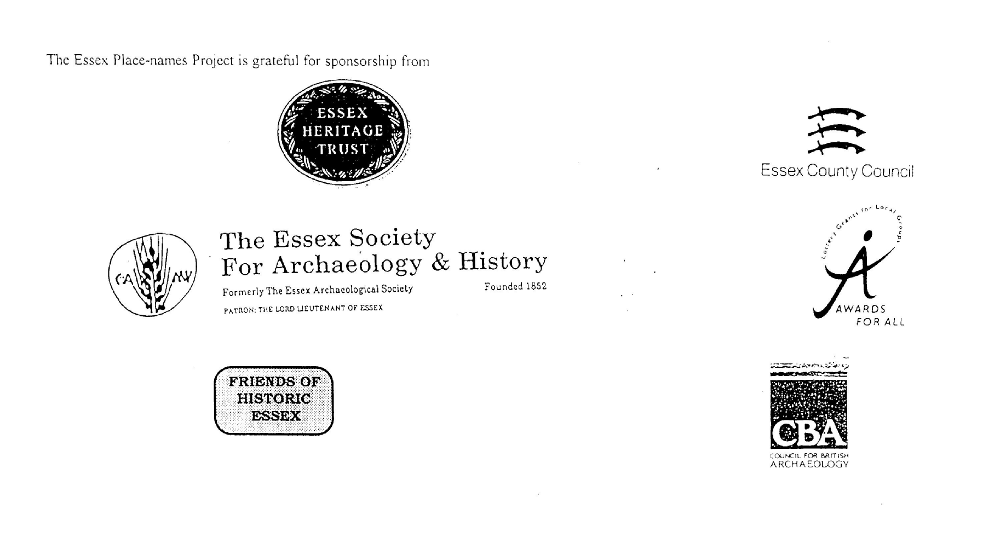 The Essex Place-names Project is grateful for sponsorship from
ESSEX
HERITAGE
TRUST
Essex County Council
CA MV
The Essex Society
For Archaeology & History
Formerly The Essex Archaeological Society Founded 1852
PATRON: THE LORD LIEUTENANT OF ESSEX
Lottery Grants for Local Groups
AWARDS
FOR ALL
FRIENDS OF
HISTORIC
ESSEX
CBA
COUNCIL FOR BRITISH
ARCHAEOLOGY